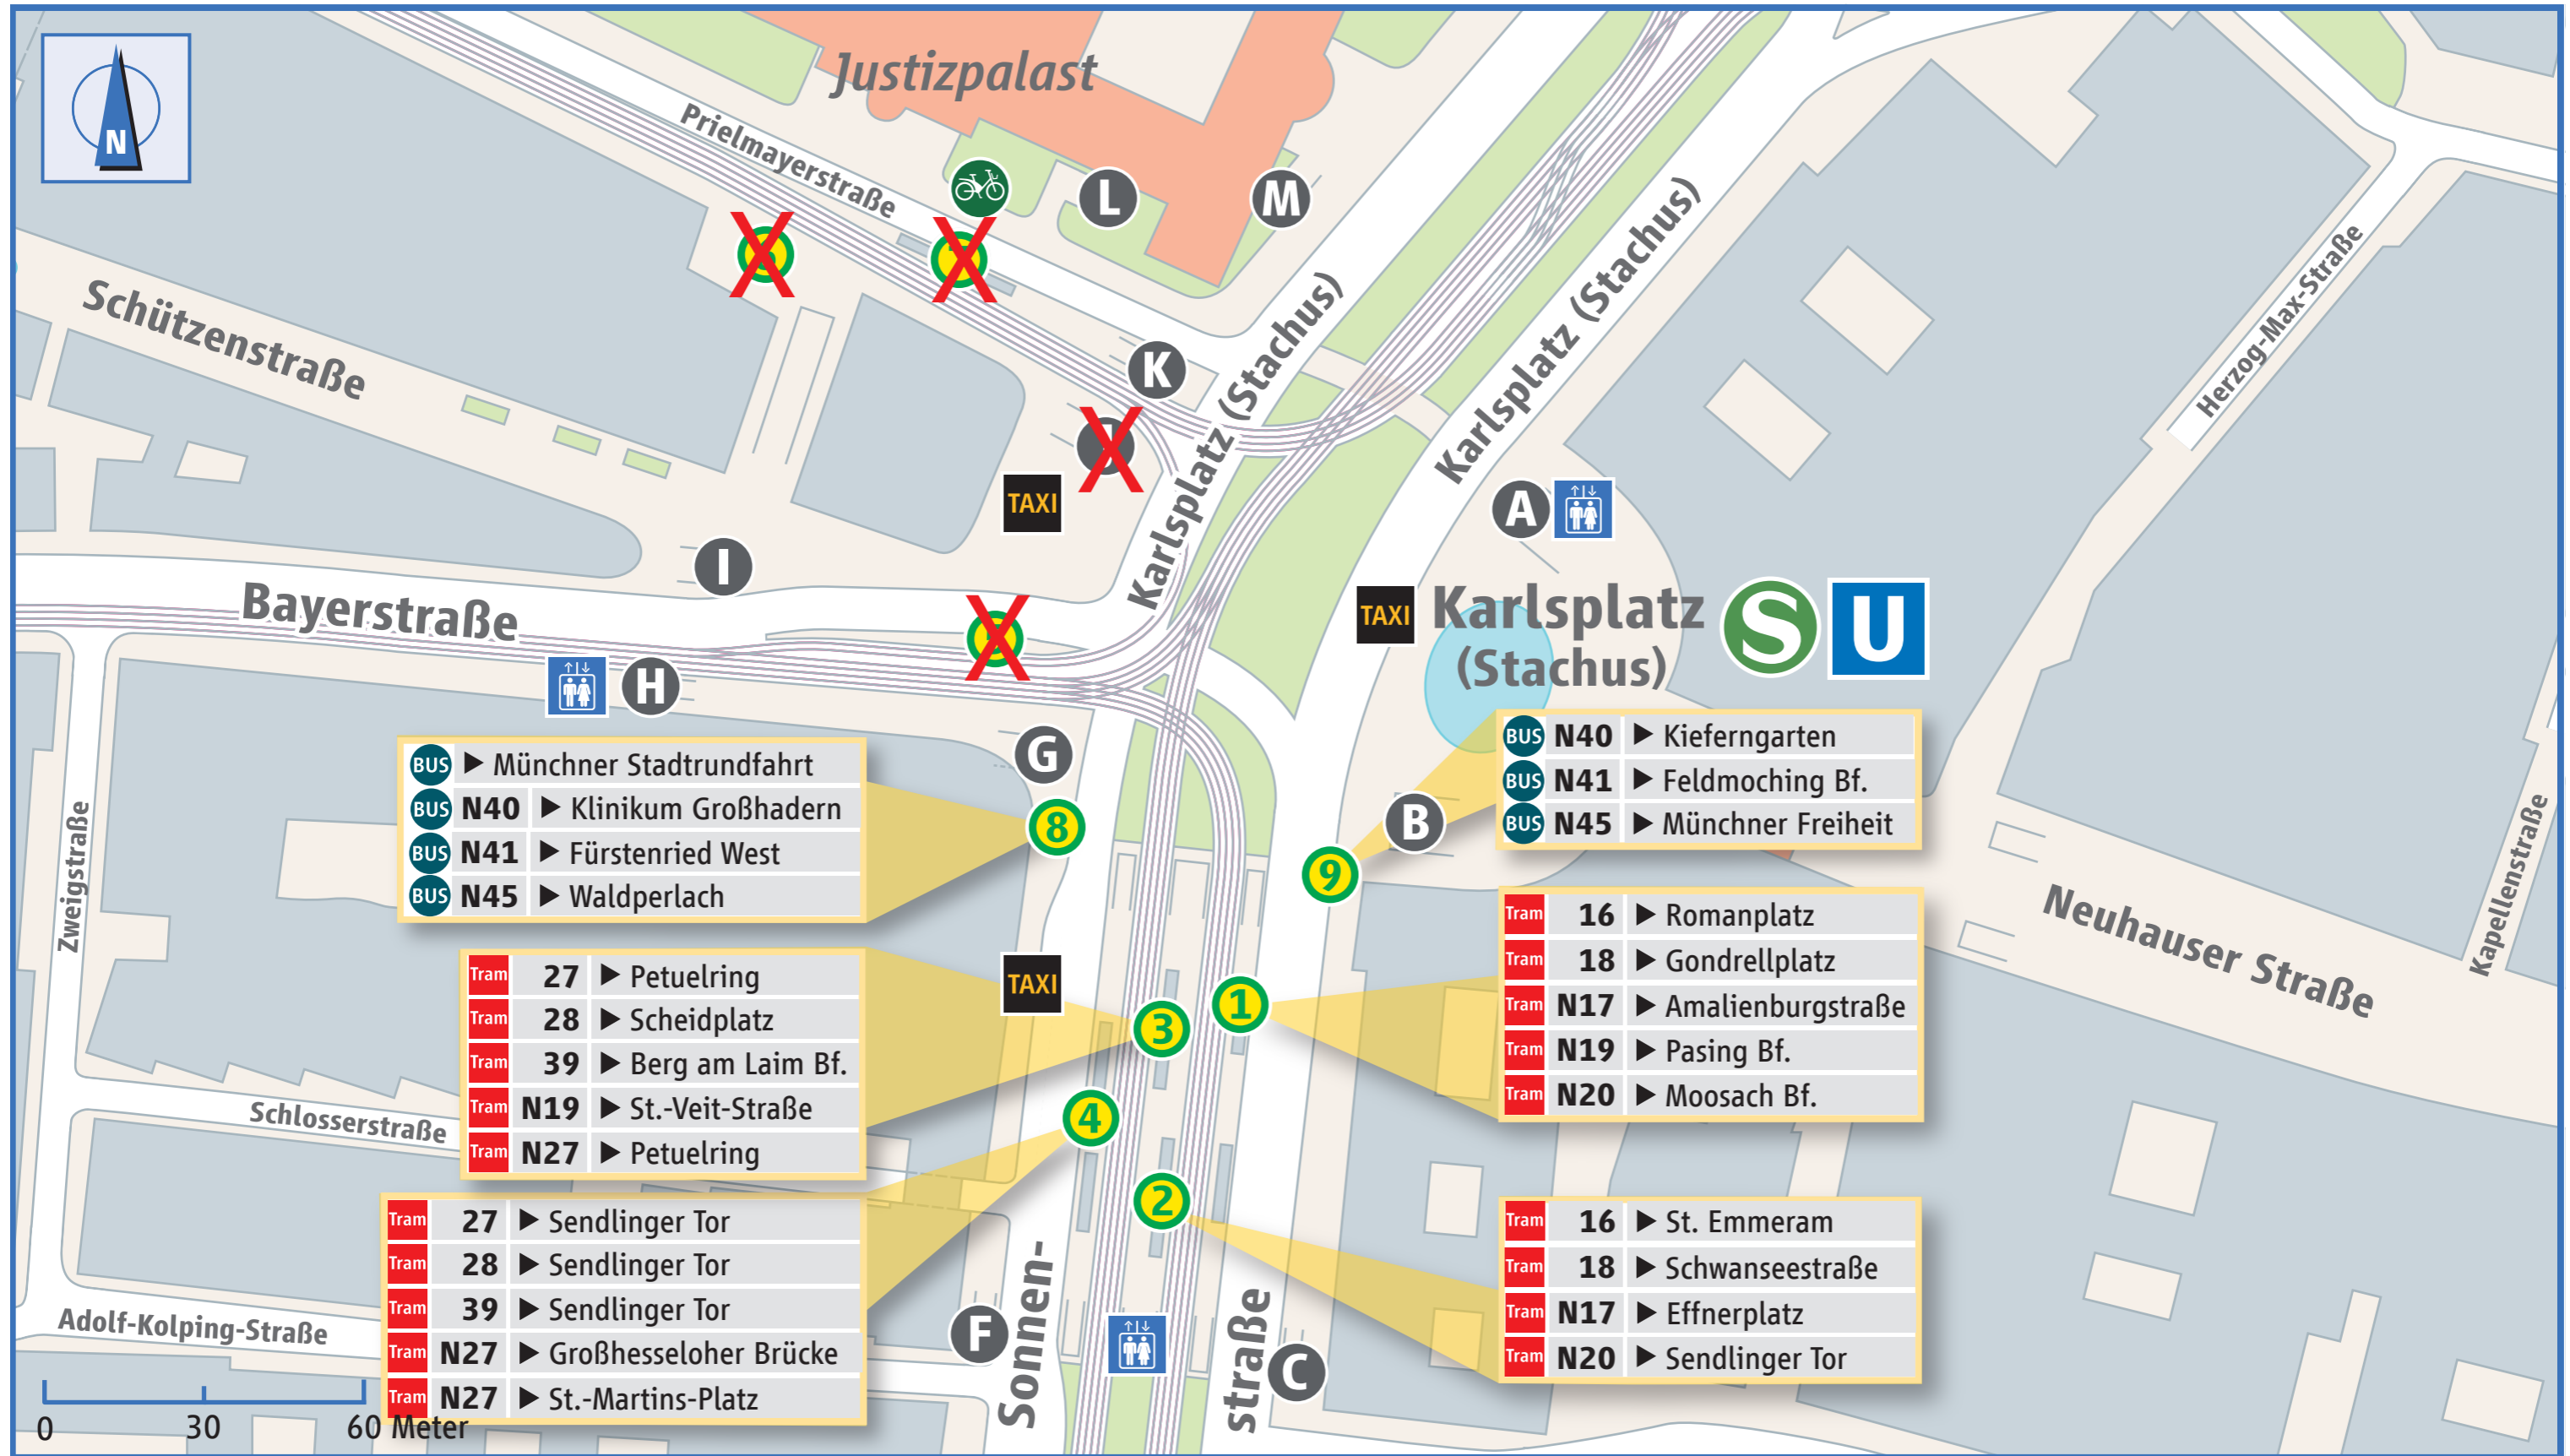 N
Justizpalast
Prielmayerstraße
L
M
Schützenstraße
K
Karlsplatz (Stachus)
Karlsplatz (Stachus)
Herzog-Max-Straße
TAXI
A
I
Bayerstraße
TAXI
Karlsplatz
(Stachus)
S
U
H
G
BUS ▶ Münchner Stadtrundfahrt
BUS N40 ▶ Klinikum Großhadern
BUS N41 ▶ Fürstenried West
BUS N45 ▶ Waldperlach
8
B
9
BUS N40 ▶ Kieferngarten
BUS N41 ▶ Feldmoching Bf.
BUS N45 ▶ Münchner Freiheit
Zweigstraße
Neuhauser Straße
Kapellenstraße
TAXI
Tram 27 ▶ Petuelring
Tram 28 ▶ Scheidplatz
Tram 39 ▶ Berg am Laim Bf.
Tram N19 ▶ St.-Veit-Straße
Tram N27 ▶ Petuelring
3
1
Tram 16 ▶ Romanplatz
Tram 18 ▶ Gondrellplatz
Tram N17 ▶ Amalienburgstraße
Tram N19 ▶ Pasing Bf.
Tram N20 ▶ Moosach Bf.
Schlosserstraße
4
2
Tram 27 ▶ Sendlinger Tor
Tram 28 ▶ Sendlinger Tor
Tram 39 ▶ Sendlinger Tor
Tram N27 ▶ Großhesseloher Brücke
Tram N27 ▶ St.-Martins-Platz
Tram 16 ▶ St. Emmeram
Tram 18 ▶ Schwanseestraße
Tram N17 ▶ Effnerplatz
Tram N20 ▶ Sendlinger Tor
Adolf-Kolping-Straße
F
Sonnen-
straße
C
0 30 60 Meter